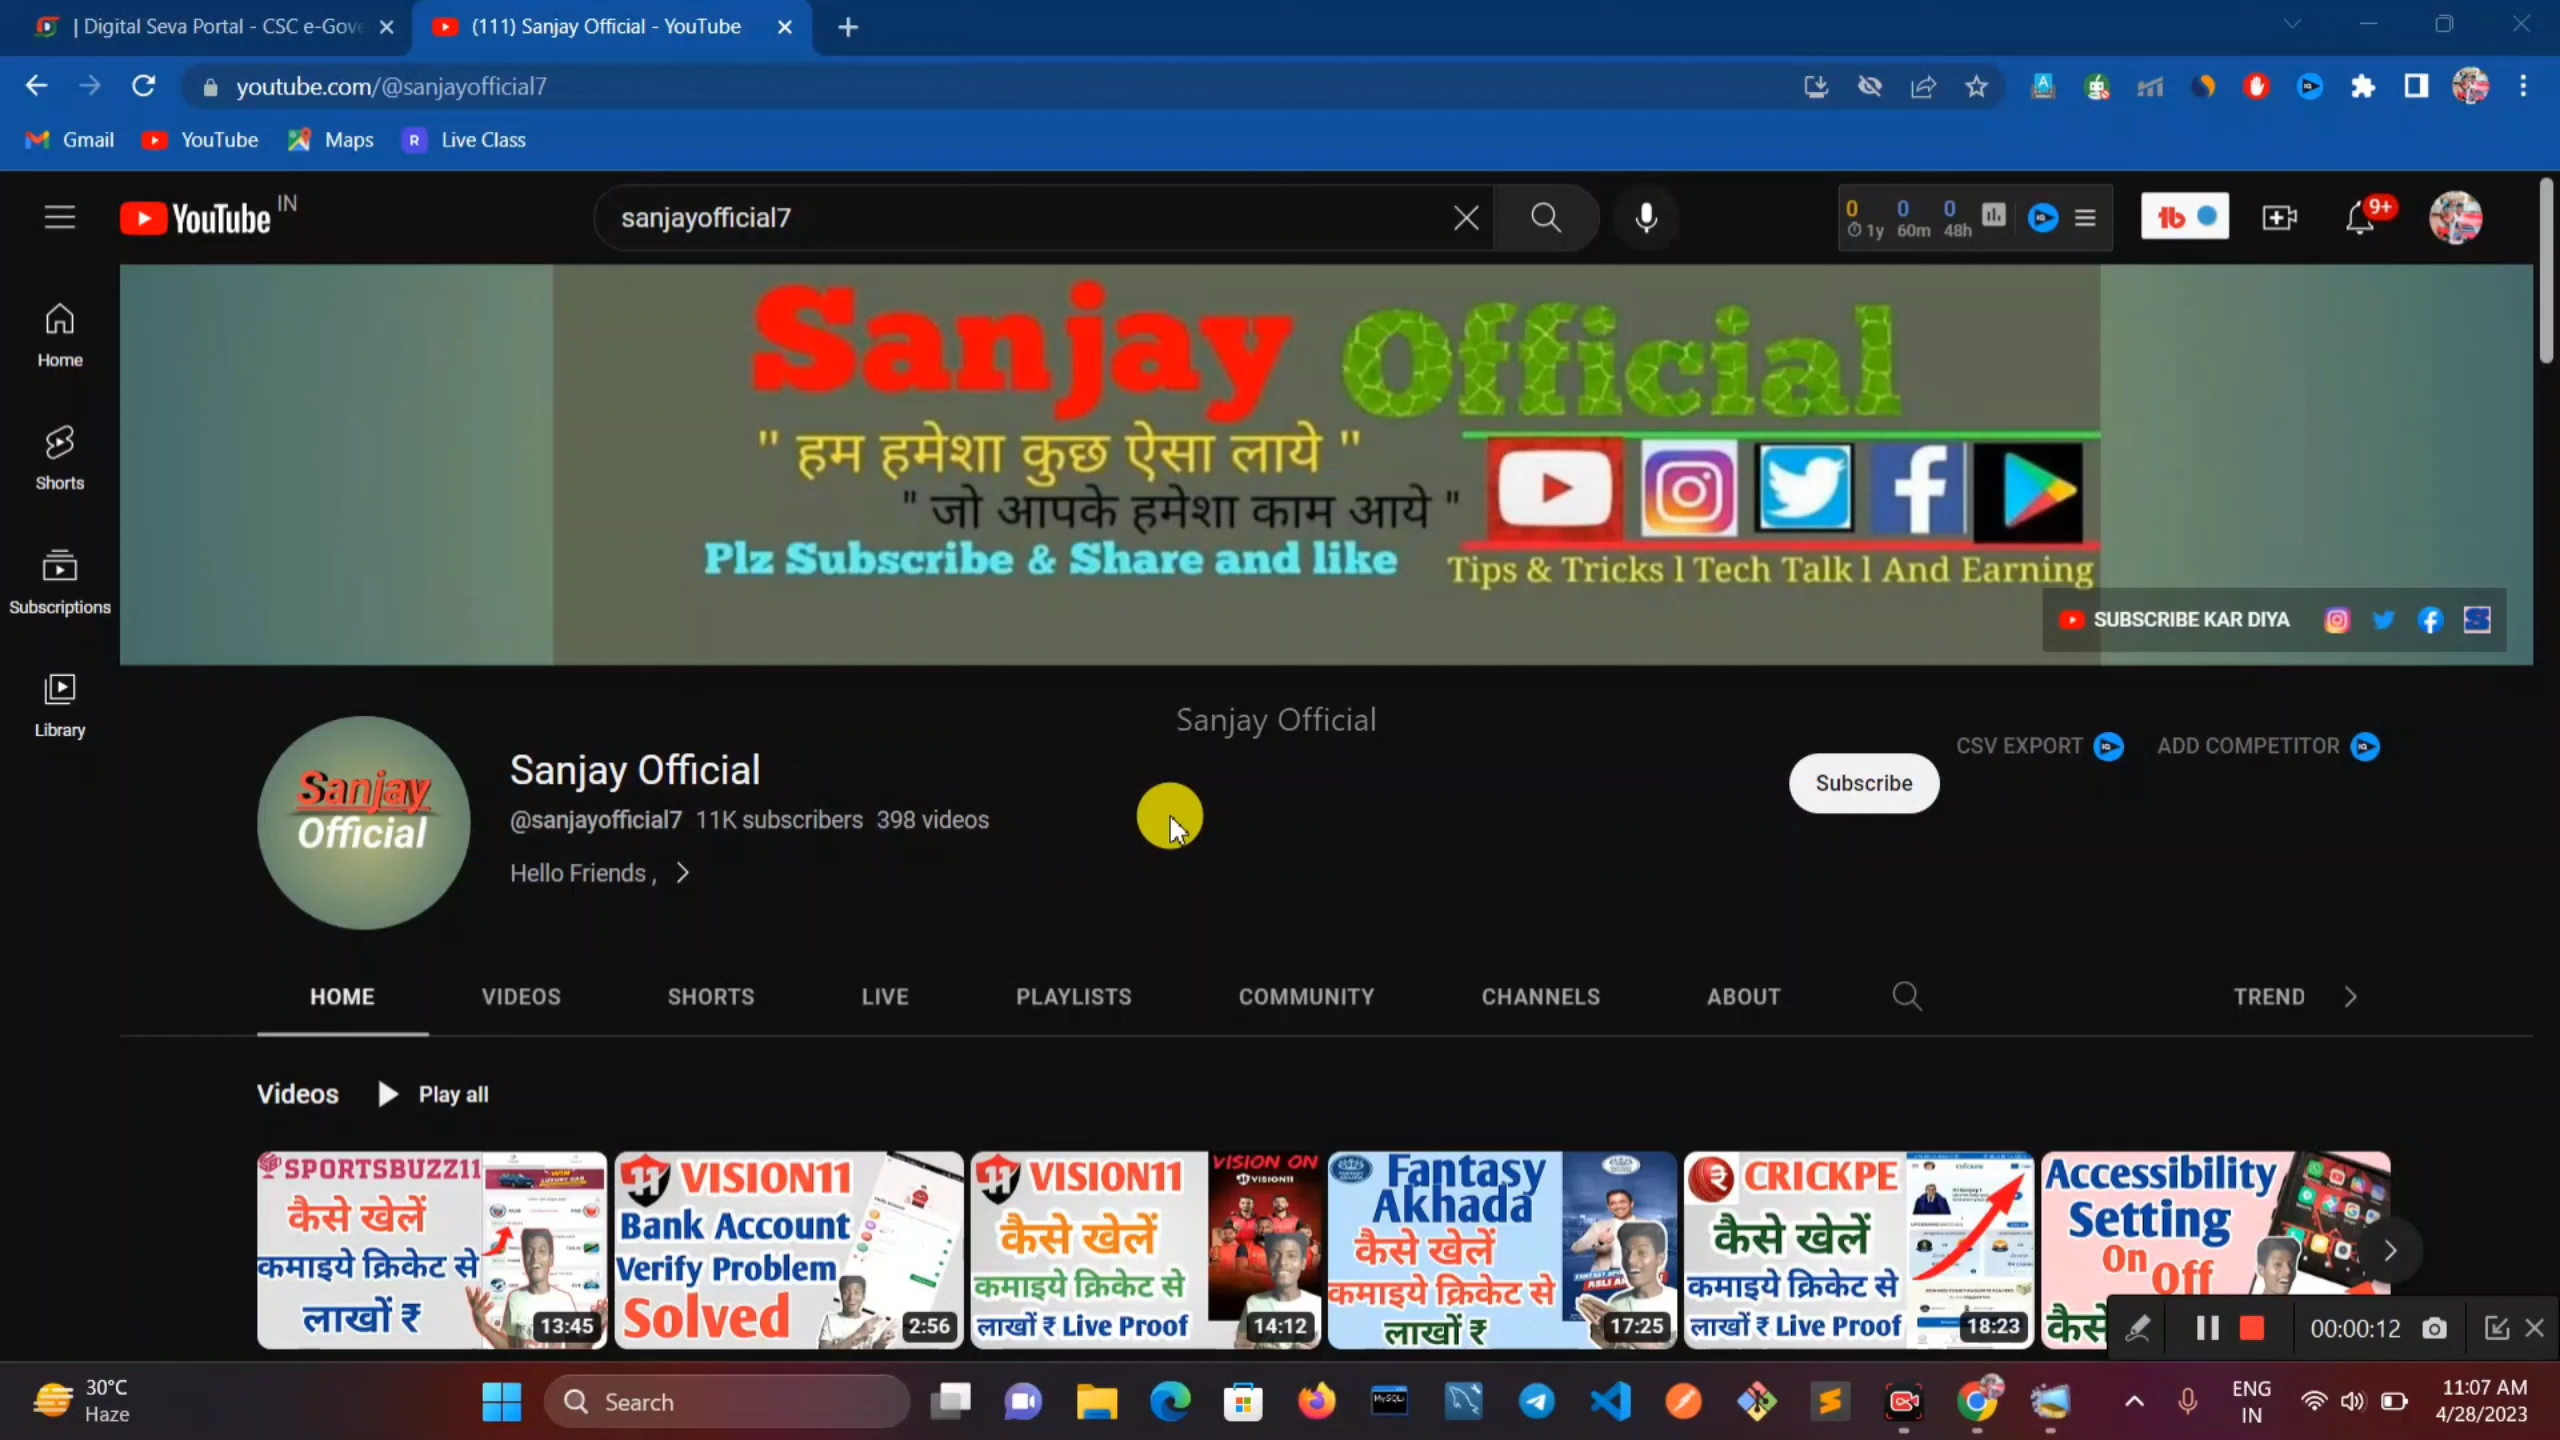 | Digital Seva Portal - CSC e-Gov
(111) Sanjay Official - YouTube
youtube.com/@sanjayofficial7
Gmail
YouTube
Maps
Live Class
YouTube IN
sanjayofficial7
0 0 0
1y 60m 48h
9+
Home
Shorts
Subscriptions
Library
Sanjay Official
" हम हमेशा कुछ ऐसा लाये "
" जो आपके हमेशा काम आये "
Plz Subscribe & Share and like
Tips & Tricks l Tech Talk l And Earning
SUBSCRIBE KAR DIYA
Sanjay Official
Sanjay
Official
Sanjay Official
@sanjayofficial7 11K subscribers 398 videos
Hello Friends ,
Subscribe
CSV EXPORT
ADD COMPETITOR
HOME
VIDEOS
SHORTS
LIVE
PLAYLISTS
COMMUNITY
CHANNELS
ABOUT
TREND
Videos
Play all
SPORTSBUZZ11
कैसे खेलें
कमाइये क्रिकेट से
लाखों ₹
13:45
VISION11
Bank Account
Verify Problem
Solved
2:56
VISION11
कैसे खेलें
कमाइये क्रिकेट से
लाखों ₹ Live Proof
VISION ON
VISION11
14:12
Fantasy
Akhada
कैसे खेलें
कमाइये क्रिकेट से
लाखों ₹
17:25
CRICKPE
कैसे खेलें
कमाइये क्रिकेट से
लाखों ₹ Live Proof
18:23
Accessibility
Setting
On Off
कैसे
00:00:12
30°C
Haze
Search
ENG
IN
11:07 AM
4/28/2023